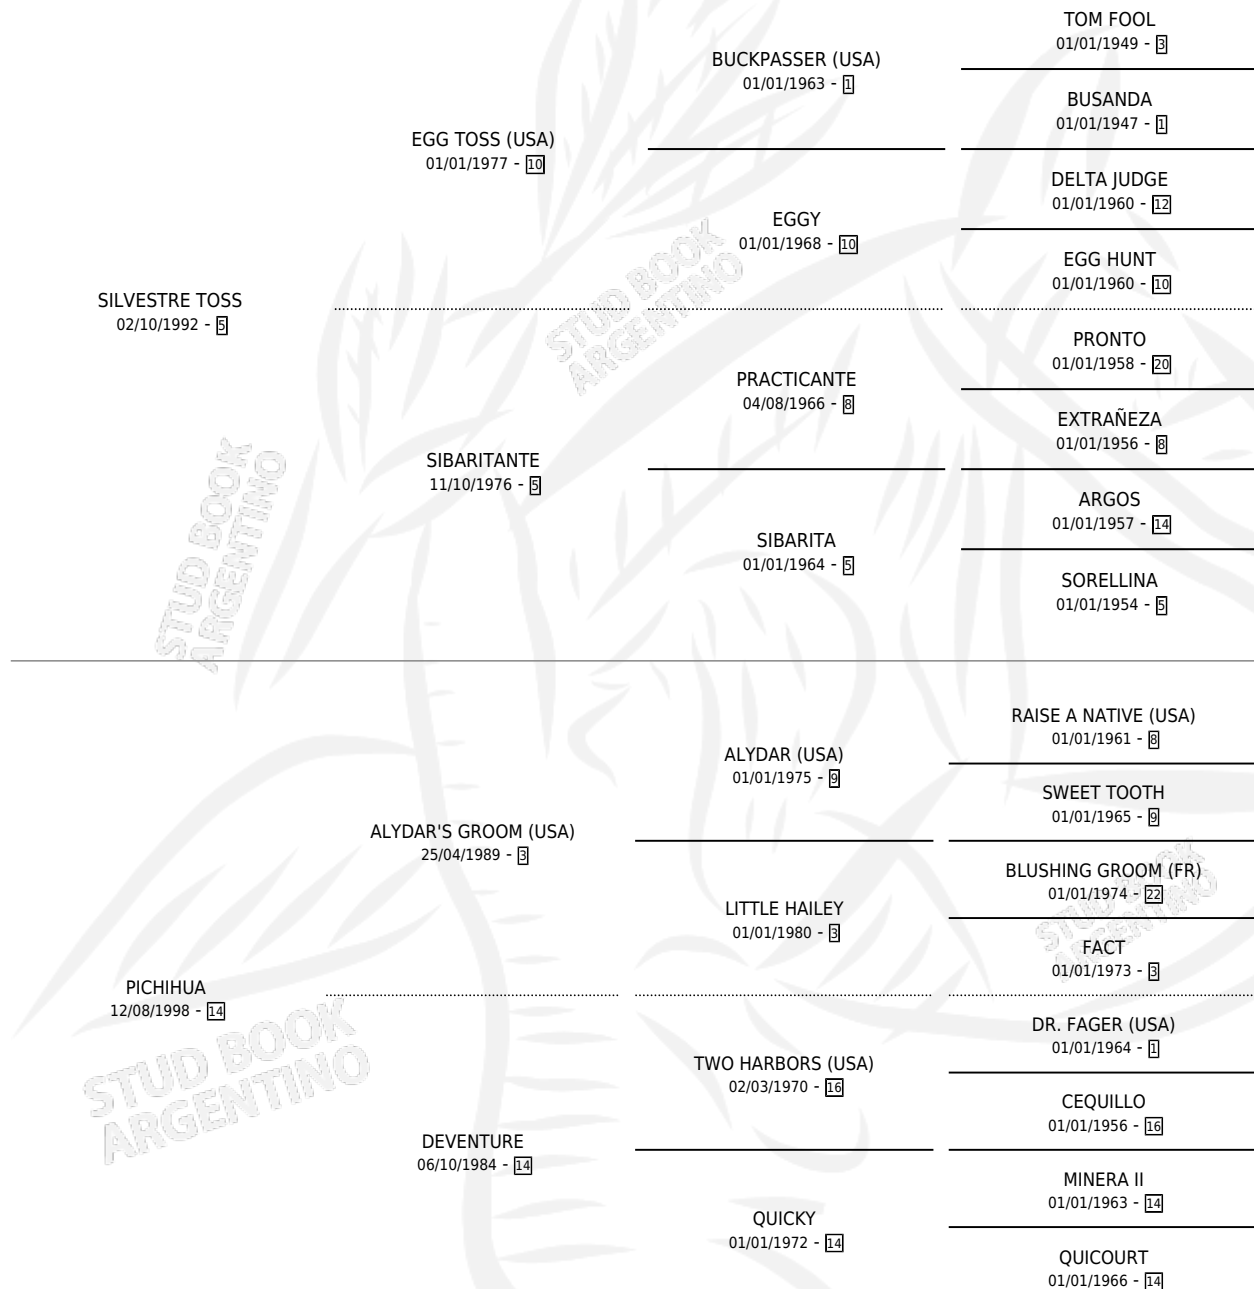 TOM FOOL
01/01/1949 - 3
BUCKPASSER (USA)
01/01/1963 - 1
BUSANDA
01/01/1947 - 1
EGG TOSS (USA)
01/01/1977 - 10
DELTA JUDGE
01/01/1960 - 12
EGGY
01/01/1968 - 10
EGG HUNT
01/01/1960 - 10
SILVESTRE TOSS
02/10/1992 - 5
PRONTO
01/01/1958 - 20
PRACTICANTE
04/08/1966 - 8
EXTRAÑEZA
01/01/1956 - 8
SIBARITANTE
11/10/1976 - 5
ARGOS
01/01/1957 - 14
SIBARITA
01/01/1964 - 5
SORELLINA
01/01/1954 - 5
RAISE A NATIVE (USA)
01/01/1961 - 8
ALYDAR (USA)
01/01/1975 - 9
SWEET TOOTH
01/01/1965 - 9
ALYDAR'S GROOM (USA)
25/04/1989 - 3
BLUSHING GROOM (FR)
01/01/1974 - 22
LITTLE HAILEY
01/01/1980 - 3
FACT
01/01/1973 - 3
PICHIHUA
12/08/1998 - 14
DR. FAGER (USA)
01/01/1964 - 1
TWO HARBORS (USA)
02/03/1970 - 16
CEQUILLO
01/01/1956 - 16
DEVENTURE
06/10/1984 - 14
MINERA II
01/01/1963 - 14
QUICKY
01/01/1972 - 14
QUICOURT
01/01/1966 - 14
STUD BOOK
ARGENTINO
STUD BOOK
ARGENTINO
STUD BOOK
ARGENTINO
STUD BOOK
ARGENTINO